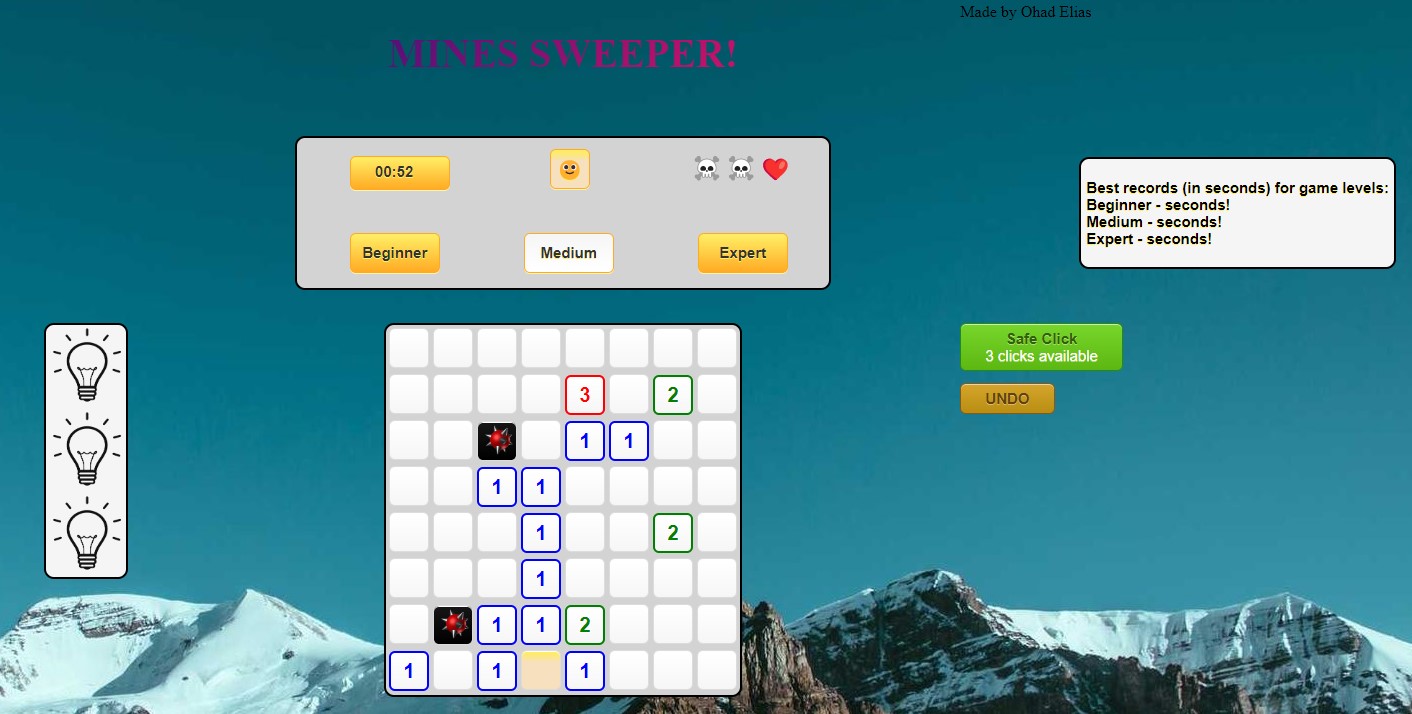 Made by Ohad Elias
MINES SWEEPER!
00:52
Beginner
Medium
Expert
Best records (in seconds) for game levels:
Beginner - seconds!
Medium - seconds!
Expert - seconds!
Safe Click
3 clicks available
UNDO
3 2
1 1
1 1
1 2
1
1 1 2
1 1 1